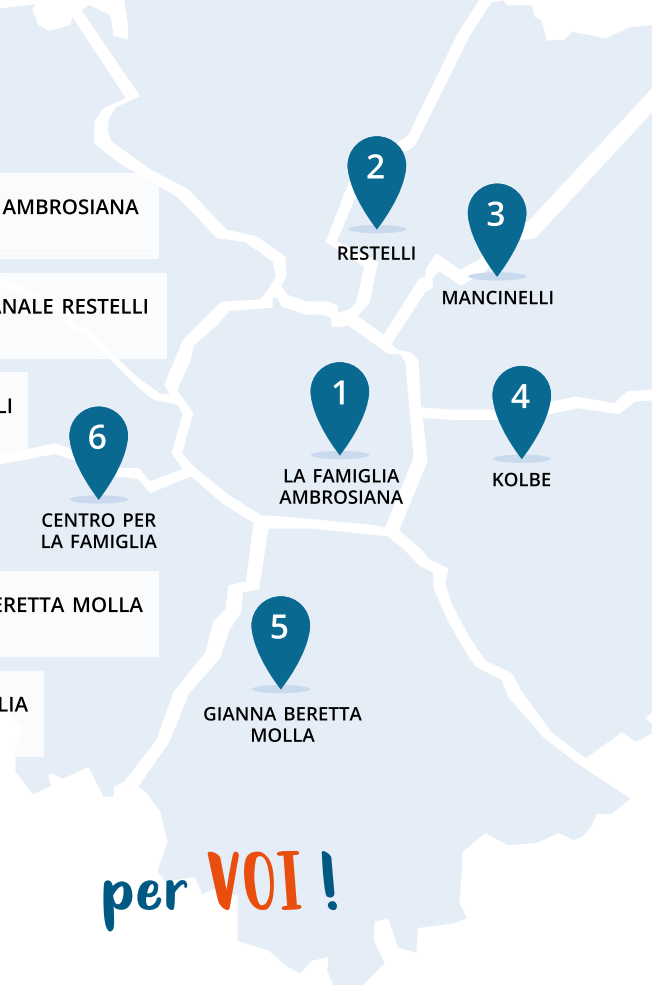 2
3
AMBROSIANA
RESTELLI
MANCINELLI
NALE RESTELLI
1
4
LI
6
LA FAMIGLIA
AMBROSIANA
KOLBE
CENTRO PER
LA FAMIGLIA
ERETTA MOLLA
5
LIA
GIANNA BERETTA
MOLLA
per VOI !